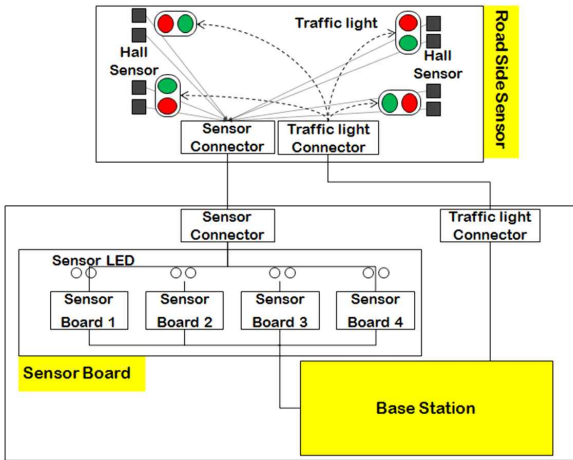 Traffic light
Hall
Sensor
Hall
Sensor
Road Side Sensor
Sensor
Connector
Traffic light
Connector
Sensor
Connector
Traffic light
Connector
Sensor LED
Sensor
Board 1
Sensor
Board 2
Sensor
Board 3
Sensor
Board 4
Sensor Board
Base Station